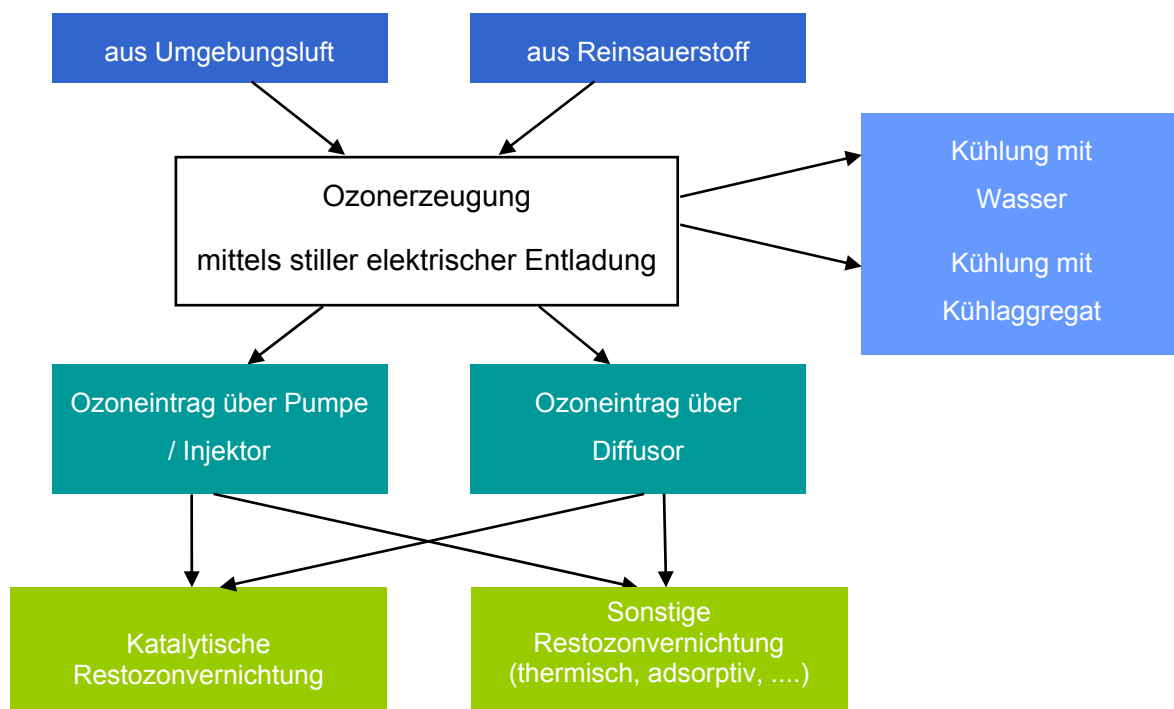 aus Umgebungsluft
aus Reinsauerstoff
Kühlung mit
Wasser
Kühlung mit
Kühlaggregat
Ozonerzeugung
mittels stiller elektrischer Entladung
Ozoneintrag über Pumpe
/ Injektor
Ozoneintrag über
Diffusor
Katalytische
Restozonvernichtung
Sonstige
Restozonvernichtung
(thermisch, adsorptiv, ....)